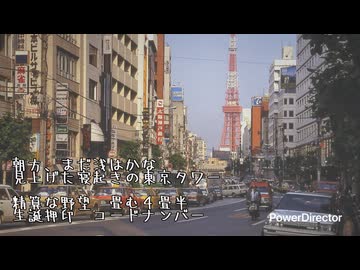 朝方、まだ浅はかな
見上げた寝起きの東京タワ
精算な野望 畳む４畳半
生誕押印 コードナンバー
麻雀
PowerDirector